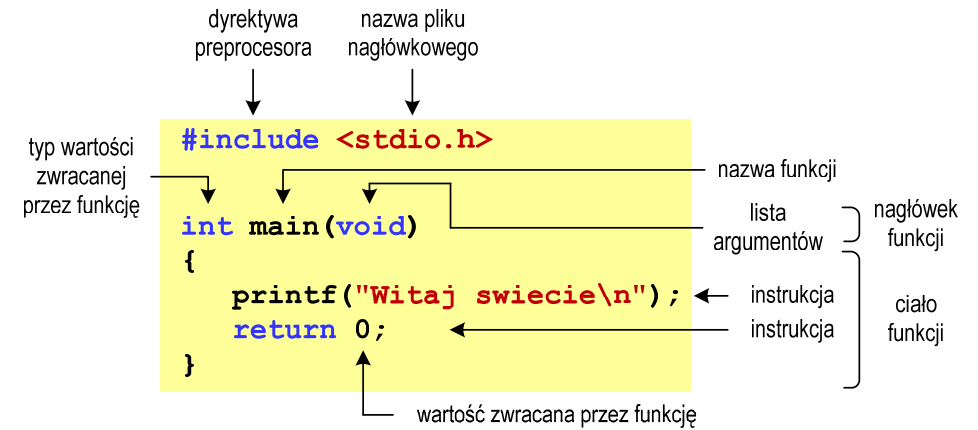 dyrektywa
preprocesora
nazwa pliku
nagłówkowego
#include <stdio.h>
typ wartości
zwracanej
przez funkcję
nazwa funkcji
int main(void)
lista
argumentów
nagłówek
funkcji
{
printf("Witaj swiecie\n");
instrukcja
return 0;
instrukcja
ciało
funkcji
}
wartość zwracana przez funkcję